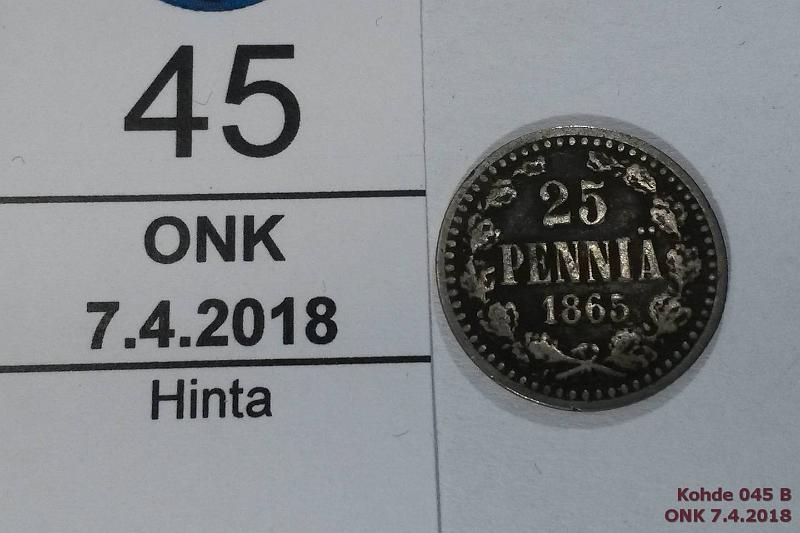 45
ONK
7.4.2018
Hinta
25
PENNIÄ
1865
Kohde 045 B
ONK 7.4.2018